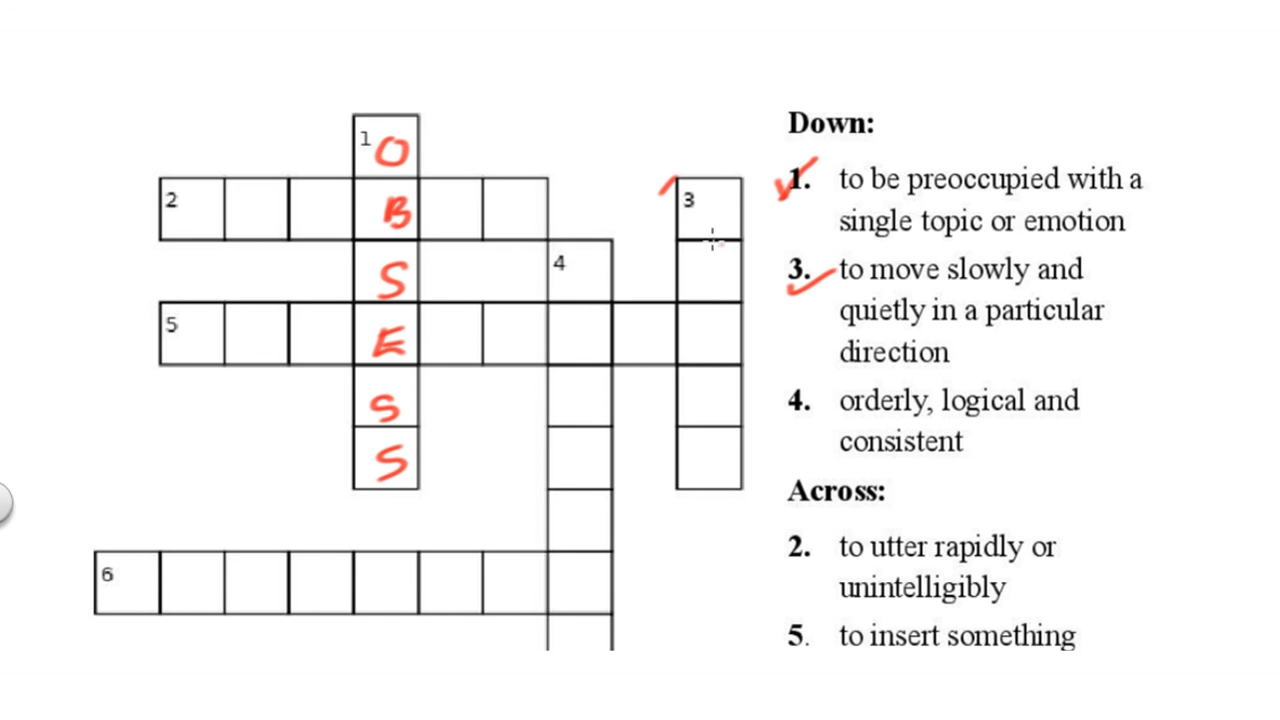 Down:
1. to be preoccupied with a
single topic or emotion
3. to move slowly and
quietly in a particular
direction
4. orderly, logical and
consistent
Across:
2. to utter rapidly or
unintelligibly
5. to insert something
1 O
2 B
3
S
4
5 E
S
S
6